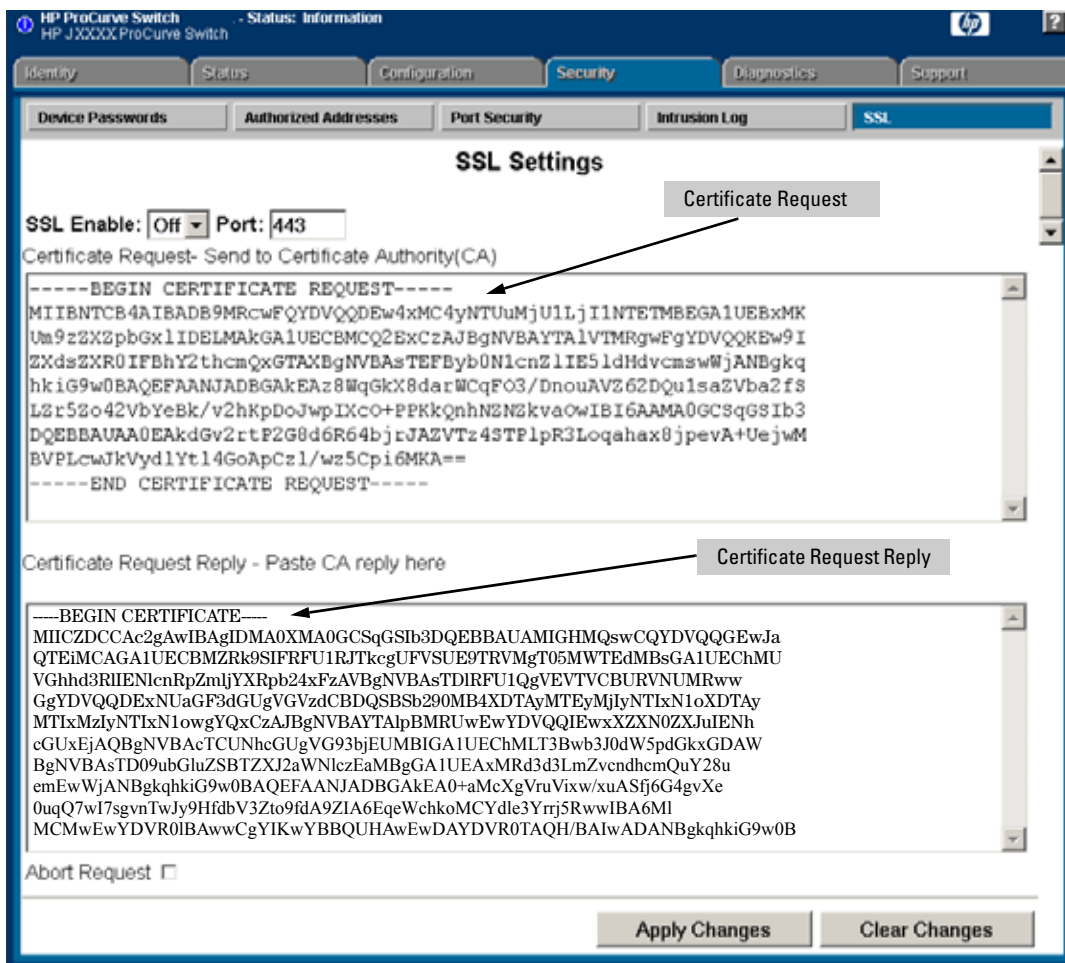 HP ProCurve Switch . - Status: Information
HP JXXXX ProCurve Switch
hp
?
Identity Status Configuration Security Diagnostics Support
Device Passwords Authorized Addresses Port Security Intrusion Log SSL
SSL Settings
Certificate Request
SSL Enable: Off Port: 443
Certificate Request- Send to Certificate Authority(CA)
-----BEGIN CERTIFICATE REQUEST-----
MIIBNTCB4AIBADB9MRcwFQYDVQQDEw4xMC4yNTUuMjU1LjI1NTETMBEGA1UEBxMK
Um9zZXZpbGxlIDELMAkGA1UECBMCQ2ExCzAJBgNVBAYTAlVTMRgwFgYDVQQKEw9I
ZXdsZXR0IFBhY2thcmQxGTAXBgNVBAsTEFByb0N1cnZlIE5ldHdvcmswWjANBgkq
hkiG9w0BAQEFAANJADBGAkEAz8WqGkX8darWCqFO3/DnouAVZ62DQu1saZVba2fS
LZr5Zo42VbYeBk/v2hKpDoJwpIXcO+PPKkQnhNZNZkvaOwIBI6AAMA0GCSqGSIb3
DQEBBAUAA0EAkdGv2rtP2G8d6R64bjrJAZVTz4STPlpR3Loqahax8jpevA+UejwM
BVPLcwJkVydlYtl4GoApCzl/wz5Cpi6MKA==
-----END CERTIFICATE REQUEST-----
Certificate Request Reply - Paste CA reply here
Certificate Request Reply
-----BEGIN CERTIFICATE-----
MIICZDCCAc2gAwIBAgIDMA0XMA0GCSqGSIb3DQEBBAUAMIGHMQswCQYDVQQGEwJa
QTEiMCAGA1UECBMZRk9SIFRFU1RJTkcgUFVSUE9TRVMgT05MWTEdMBsGA1UEChMU
VGhhd3RlIENlcnRpZmljYXRpb24xFzAVBgNVBAsTDlRFU1QgVEVTVCBURVNUMRww
GgYDVQQDExNUaGF3dGUgVGVzdCBDQSBSb290MB4XDTAyMTEyMjIyNTIxN1oXDTAy
MTIxMzIyNTIxN1owgYQxCzAJBgNVBAYTAlpBMRUwEwYDVQQIEwxXZXN0ZXJuIENh
cGUxEjAQBgNVBAcTCUNhcGUgVG93bjEUMBIGA1UEChMLT3Bwb3J0dW5pdGkxGDAW
BgNVBAsTD09ubGluZSBTZXJ2aWNlczEaMBgGA1UEAxMRd3d3LmZvcndhcmQuY28u
emEwWjANBgkqhkiG9w0BAQEFAANJADBGAkEA0+aMcXgVruVixw/xuASfj6G4gvXe
0uqQ7wI7sgvnTwJy9HfdbV3Zto9fdA9ZIA6EqeWchkoMCYdle3Yrrj5RwwIBA6Ml
MCMwEwYDVR0lBAwwCgYIKwYBBQUHAwEwDAYDVR0TAQH/BAIwADANBgkqhkiG9w0B
Abort Request
Apply Changes Clear Changes